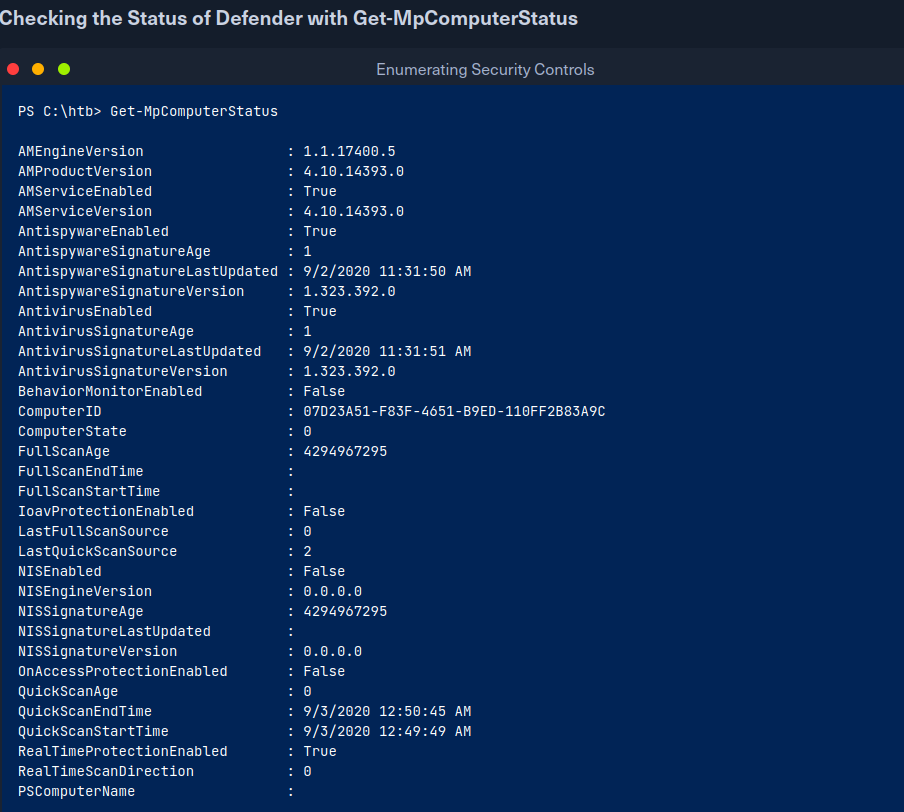 Checking the Status of Defender with Get-MpComputerStatus
Enumerating Security Controls
PS C:\htb> Get-MpComputerStatus
AMEngineVersion                 : 1.1.17400.5
AMProductVersion                : 4.10.14393.0
AMServiceEnabled                : True
AMServiceVersion                : 4.10.14393.0
AntispywareEnabled              : True
AntispywareSignatureAge         : 1
AntispywareSignatureLastUpdated : 9/2/2020 11:31:50 AM
AntispywareSignatureVersion     : 1.323.392.0
AntivirusEnabled                : True
AntivirusSignatureAge           : 1
AntivirusSignatureLastUpdated   : 9/2/2020 11:31:51 AM
AntivirusSignatureVersion       : 1.323.392.0
BehaviorMonitorEnabled          : False
ComputerID                      : 07D23A51-F83F-4651-B9ED-110FF2B83A9C
ComputerState                   : 0
FullScanAge                     : 4294967295
FullScanEndTime                 :
FullScanStartTime               :
IoavProtectionEnabled           : False
LastFullScanSource              : 0
LastQuickScanSource             : 2
NISEnabled                      : False
NISEngineVersion                : 0.0.0.0
NISSignatureAge                 : 4294967295
NISSignatureLastUpdated         :
NISSignatureVersion             : 0.0.0.0
OnAccessProtectionEnabled       : False
QuickScanAge                    : 0
QuickScanEndTime                : 9/3/2020 12:50:45 AM
QuickScanStartTime              : 9/3/2020 12:49:49 AM
RealTimeProtectionEnabled       : True
RealTimeScanDirection           : 0
PSComputerName                  :